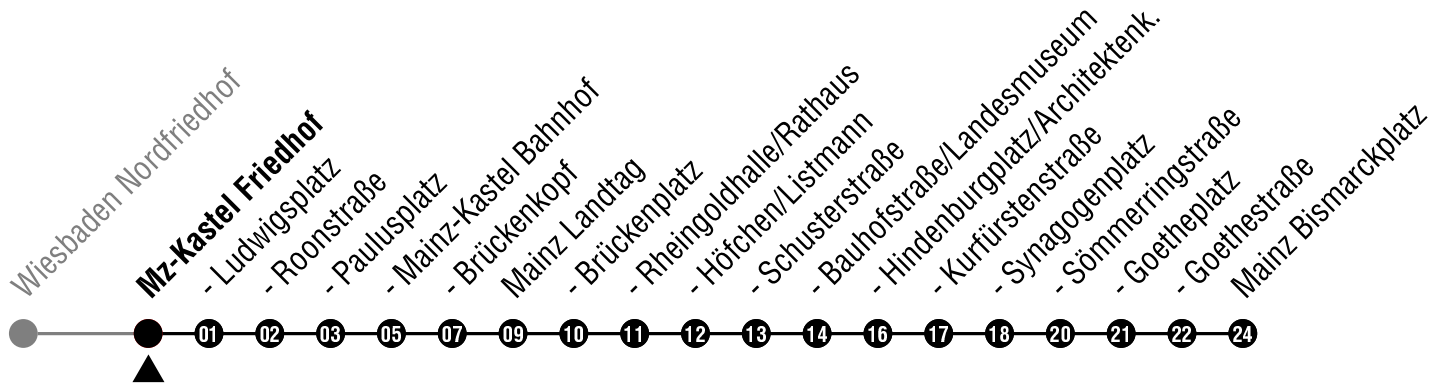 Wiesbaden Nordfriedhof
Mz-Kastel Friedhof
- Ludwigsplatz
- Roonstraße
- Paulusplatz
- Mainz-Kastel Bahnhof
- Brückenkopf
Mainz Landtag
- Brückenplatz
- Rheingoldhalle/Rathaus
- Höfchen/Listmann
- Schusterstraße
- Bauhofstraße/Landesmuseum
- Hindenburgplatz/Architektenk.
- Kurfürstenstraße
- Synagogenplatz
- Sömmerringstraße
- Goetheplatz
- Goethestraße
Mainz Bismarckplatz
01 02 03 05 07 09 10 11 12 13 14 16 17 18 20 21 22 24